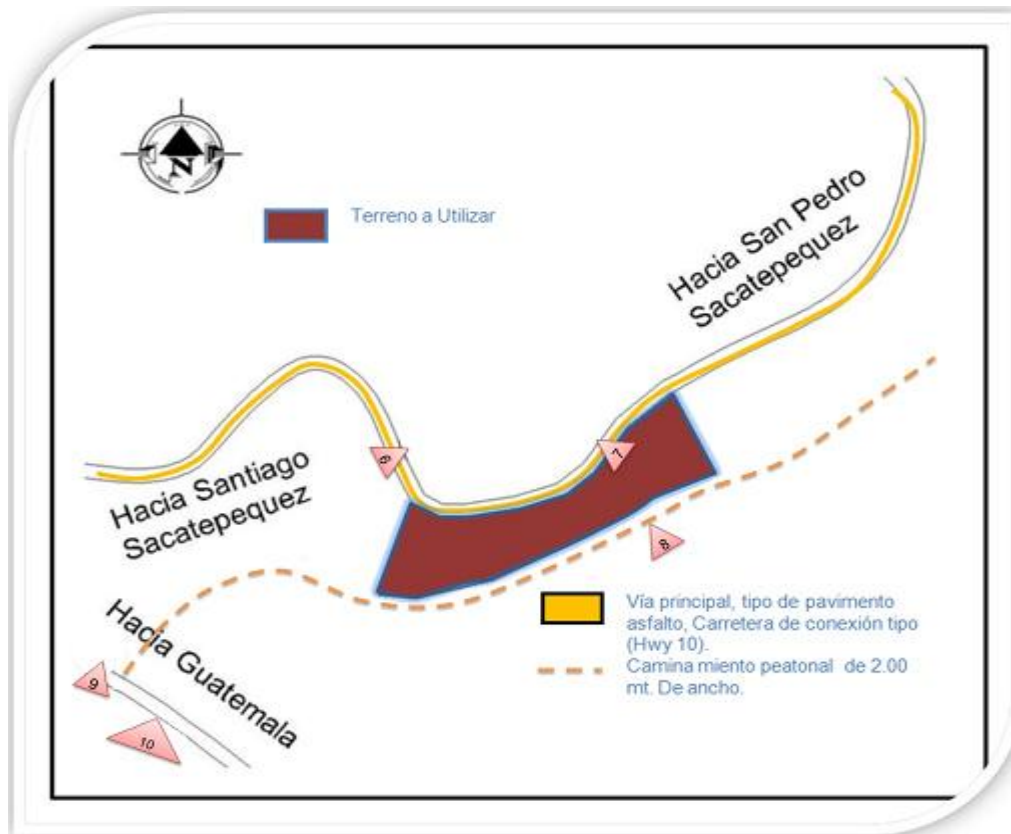 N
Terreno a Utilizar
Hacia San Pedro
Sacatepequez
6
7
Hacia Santiago
Sacatepequez
8
Vía principal, tipo de pavimento
asfalto, Carretera de conexión tipo
(Hwy 10).
Camina miento peatonal de 2.00
mt. De ancho.
Hacia Guatemala
9
10